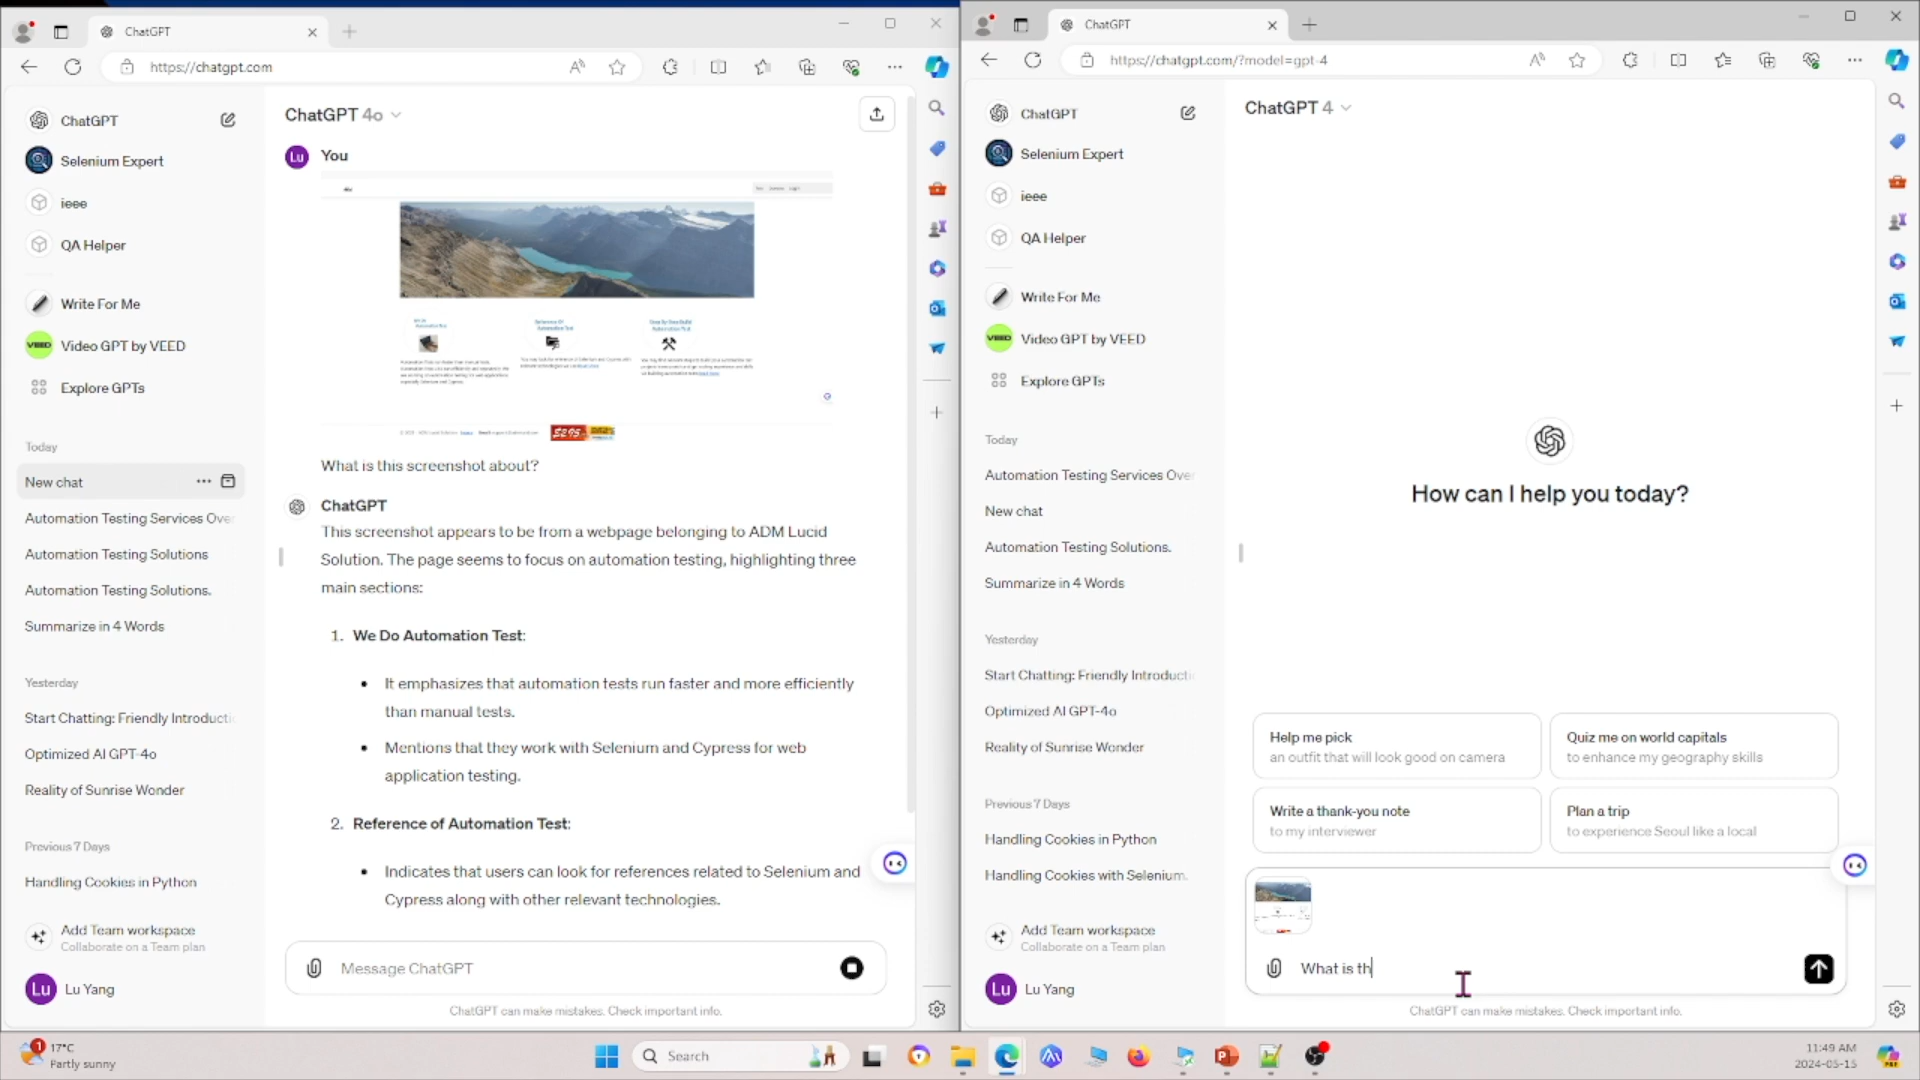 ChatGPT
https://chatgpt.com
ChatGPT
Selenium Expert
ieee
QA Helper
Write For Me
VEED
Video GPT by VEED
Explore GPTs
Today
New chat
Automation Testing Services Over
Automation Testing Solutions
Automation Testing Solutions.
Summarize in 4 Words
Yesterday
Start Chatting: Friendly Introducti
Optimized AI GPT-4o
Reality of Sunrise Wonder
Previous 7 Days
Handling Cookies in Python
Add Team workspace
Collaborate on a Team plan
Lu
Lu Yang
ChatGPT 4o
Lu
You
$295
What is this screenshot about?
ChatGPT
This screenshot appears to be from a webpage belonging to ADM Lucid
Solution. The page seems to focus on automation testing, highlighting three
main sections:
1. We Do Automation Test:
• It emphasizes that automation tests run faster and more efficiently
than manual tests.
• Mentions that they work with Selenium and Cypress for web
application testing.
2. Reference of Automation Test:
• Indicates that users can look for references related to Selenium and
Cypress along with other relevant technologies.
Message ChatGPT
ChatGPT can make mistakes. Check important info.
ChatGPT
https://chatgpt.com/?model=gpt-4
ChatGPT
Selenium Expert
ieee
QA Helper
Write For Me
VEED
Video GPT by VEED
Explore GPTs
Today
Automation Testing Services Over
New chat
Automation Testing Solutions.
Summarize in 4 Words
Yesterday
Start Chatting: Friendly Introducti
Optimized AI GPT-4o
Reality of Sunrise Wonder
Previous 7 Days
Handling Cookies in Python
Handling Cookies with Selenium.
Add Team workspace
Collaborate on a Team plan
Lu
Lu Yang
ChatGPT 4
How can I help you today?
Help me pick
an outfit that will look good on camera
Quiz me on world capitals
to enhance my geography skills
Write a thank-you note
to my interviewer
Plan a trip
to experience Seoul like a local
What is th
ChatGPT can make mistakes. Check important info.
1
17°C
Partly sunny
Search
11:49 AM
2024-05-15